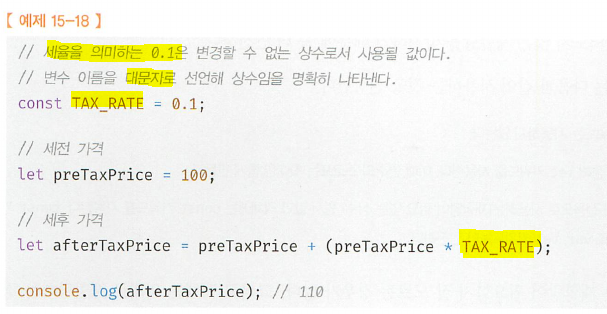 [ 예제 15-18 ]
// 세율을 의미하는 0.1은 변경할 수 없는 상수로서 사용될 값이다.
// 변수 이름을 대문자로 선언해 상수임을 명확히 나타낸다.
const TAX_RATE = 0.1;
// 세전 가격
let preTaxPrice = 100;
// 세후 가격
let afterTaxPrice = preTaxPrice + (preTaxPrice * TAX_RATE);
console.log(afterTaxPrice); // 110